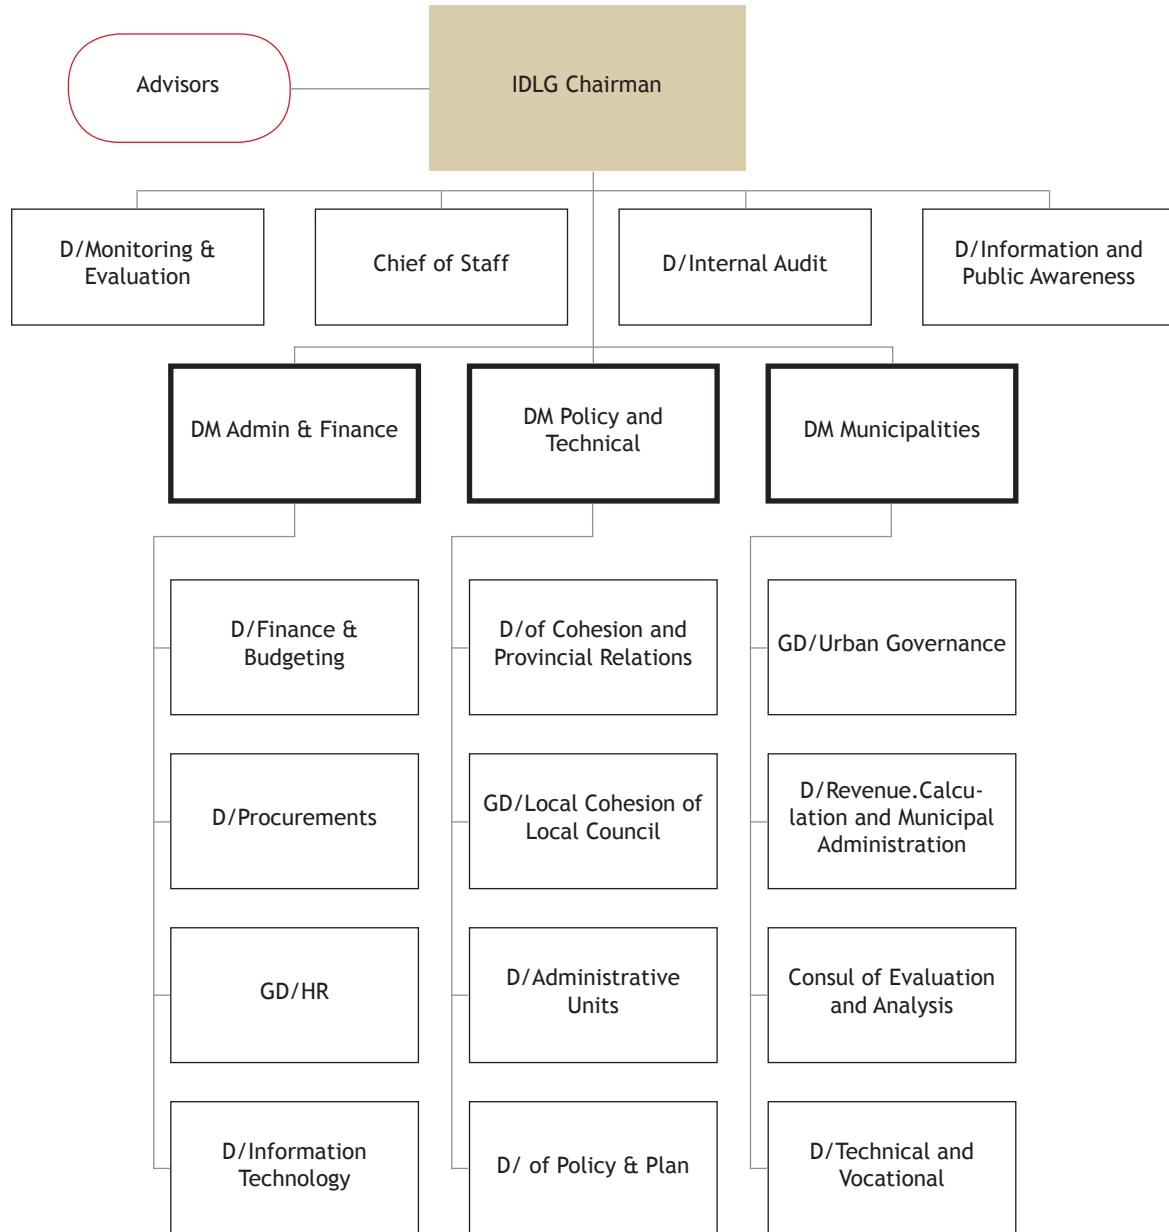 Advisors
IDLG Chairman
D/Monitoring &
Evaluation
Chief of Staff
D/Internal Audit
D/Information and
Public Awareness
DM Admin & Finance
DM Policy and
Technical
DM Municipalities
D/Finance &
Budgeting
D/of Cohesion and
Provincial Relations
GD/Urban Governance
D/Procurements
GD/Local Cohesion of
Local Council
D/Revenue.Calcu-
lation and Municipal
Administration
GD/HR
D/Administrative
Units
Consul of Evaluation
and Analysis
D/Information
Technology
D/ of Policy & Plan
D/Technical and
Vocational